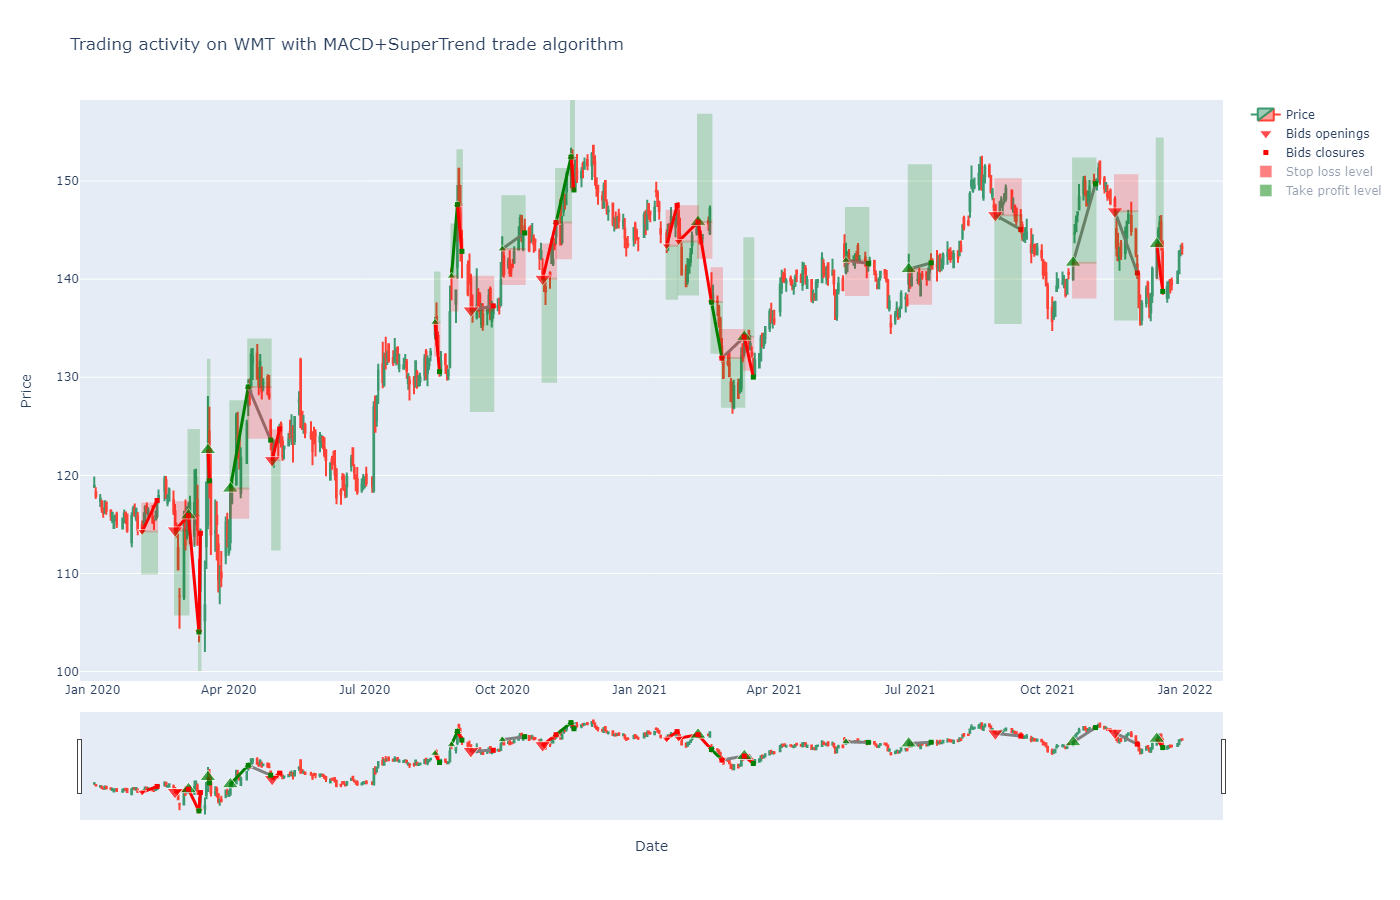 Trading activity on WMT with MACD+SuperTrend trade algorithm
Price
Bids openings
Bids closures
Stop loss level
Take profit level
150
140
130
120
110
100
Price
Jan 2020
Apr 2020
Jul 2020
Oct 2020
Jan 2021
Apr 2021
Jul 2021
Oct 2021
Jan 2022
Date